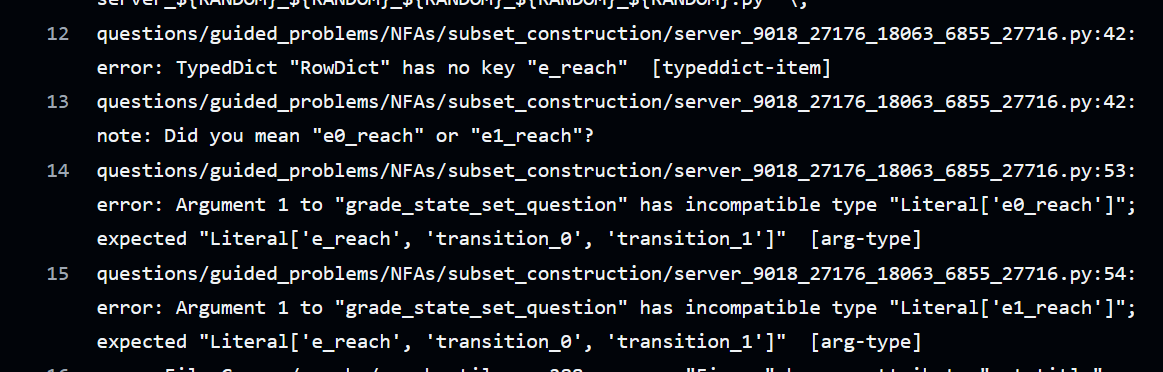 server_${RANDOM}_${RANDOM}_${RANDOM}_${RANDOM}_${RANDOM}.py \;
12 questions/guided_problems/NFAs/subset_construction/server_9018_27176_18063_6855_27716.py:42:
error: TypedDict "RowDict" has no key "e_reach"  [typeddict-item]
13 questions/guided_problems/NFAs/subset_construction/server_9018_27176_18063_6855_27716.py:42:
note: Did you mean "e0_reach" or "e1_reach"?
14 questions/guided_problems/NFAs/subset_construction/server_9018_27176_18063_6855_27716.py:53:
error: Argument 1 to "grade_state_set_question" has incompatible type "Literal['e0_reach']";
expected "Literal['e_reach', 'transition_0', 'transition_1']"  [arg-type]
15 questions/guided_problems/NFAs/subset_construction/server_9018_27176_18063_6855_27716.py:54:
error: Argument 1 to "grade_state_set_question" has incompatible type "Literal['e1_reach']";
expected "Literal['e_reach', 'transition_0', 'transition_1']"  [arg-type]